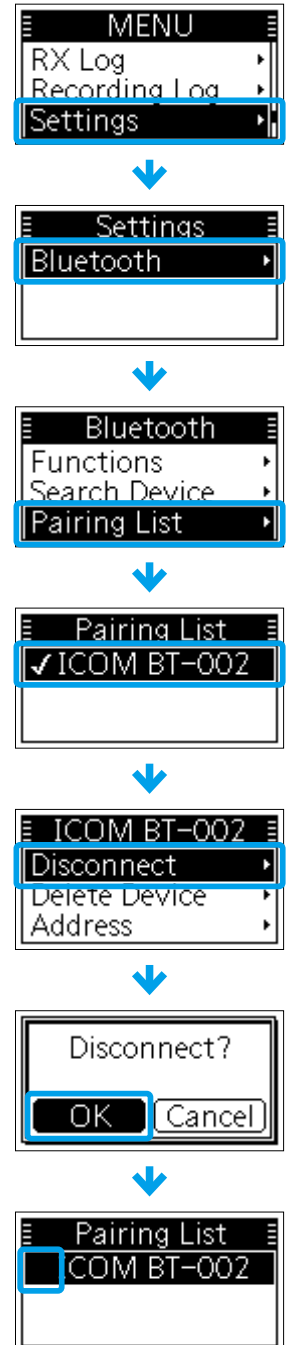 MENU
RX Log
Recording Log
Settings
Settings
Bluetooth
Bluetooth
Functions
Search Device
Pairing List
Pairing List
✓ICOM BT-002
ICOM BT-002
Disconnect
Delete Device
Address
Disconnect?
OK Cancel
Pairing List
COM BT-002